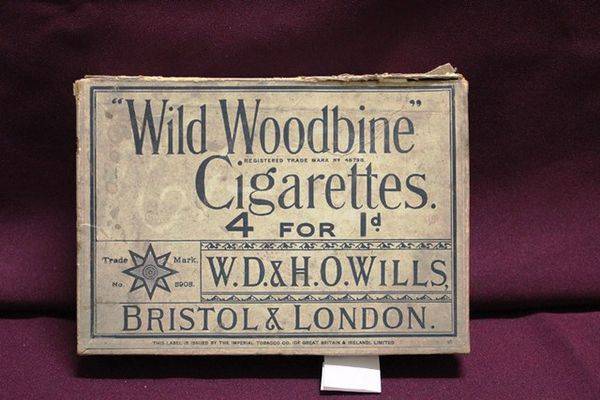 "Wild Woodbine"
REGISTERED TRADE MARK Nº 45798
Cigarettes.
4 FOR 1d
Trade Mark.
No. 5908.
W.D.& H.O.WILLS,
BRISTOL & LONDON.
THIS LABEL IS ISSUED BY THE IMPERIAL TOBACCO CO. (OF GREAT BRITAIN & IRELAND), LIMITED